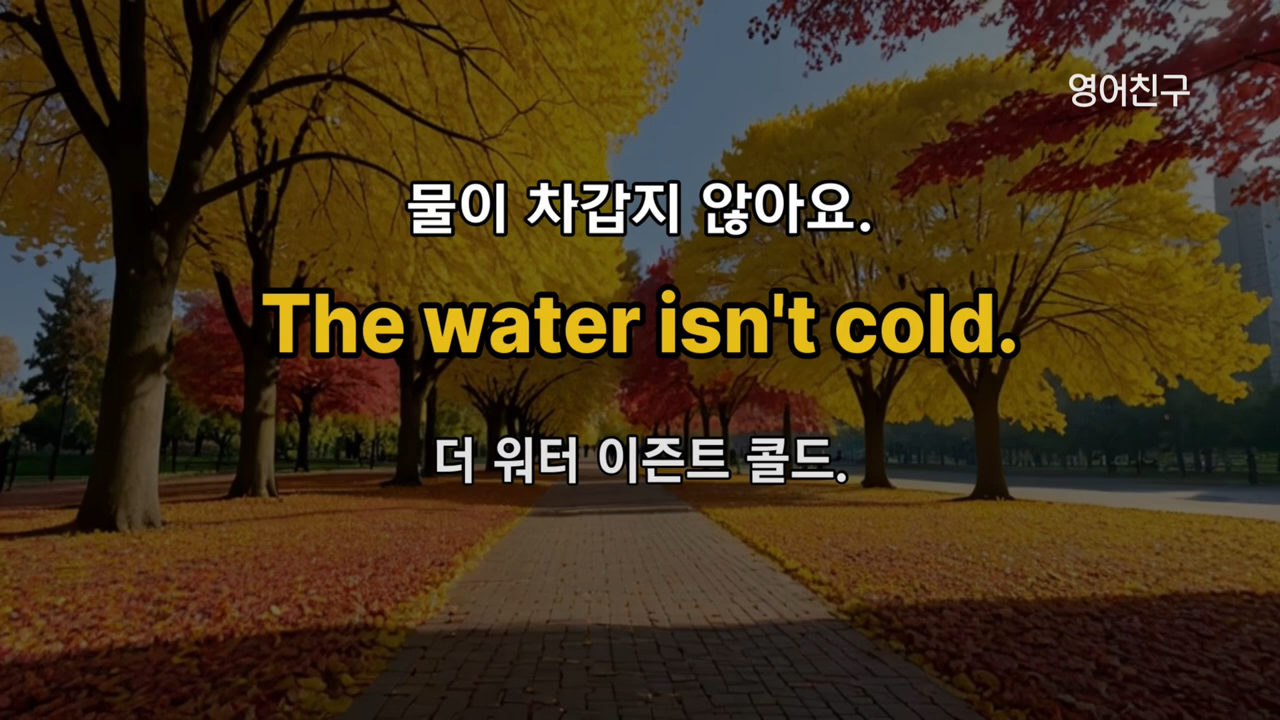 영어친구
물이 차갑지 않아요.
The water isn't cold.
더 워터 이즌트 콜드.